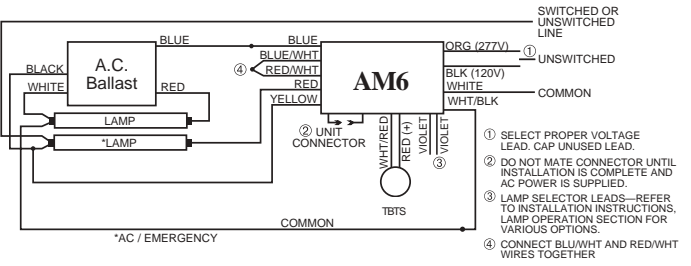 SWITCHED OR
UNSWITCHED
LINE
BLUE
BLUE
ORG (277V)
①
BLUE/WHT
UNSWITCHED
A.C.
Ballast
④
RED/WHT
AM6
BLACK
BLK (120V)
WHITE
RED
RED
WHITE
COMMON
YELLOW
WHT/BLK
LAMP
② UNIT
CONNECTOR
*LAMP
WHT/RED
RED (+)
VIOLET
VIOLET
③
TBTS
COMMON
*AC / EMERGENCY
① SELECT PROPER VOLTAGE
LEAD. CAP UNUSED LEAD.
② DO NOT MATE CONNECTOR UNTIL
INSTALLATION IS COMPLETE AND
AC POWER IS SUPPLIED.
③ LAMP SELECTOR LEADS—REFER
TO INSTALLATION INSTRUCTIONS,
LAMP OPERATION SECTION FOR
VARIOUS OPTIONS.
④ CONNECT BLU/WHT AND RED/WHT
WIRES TOGETHER